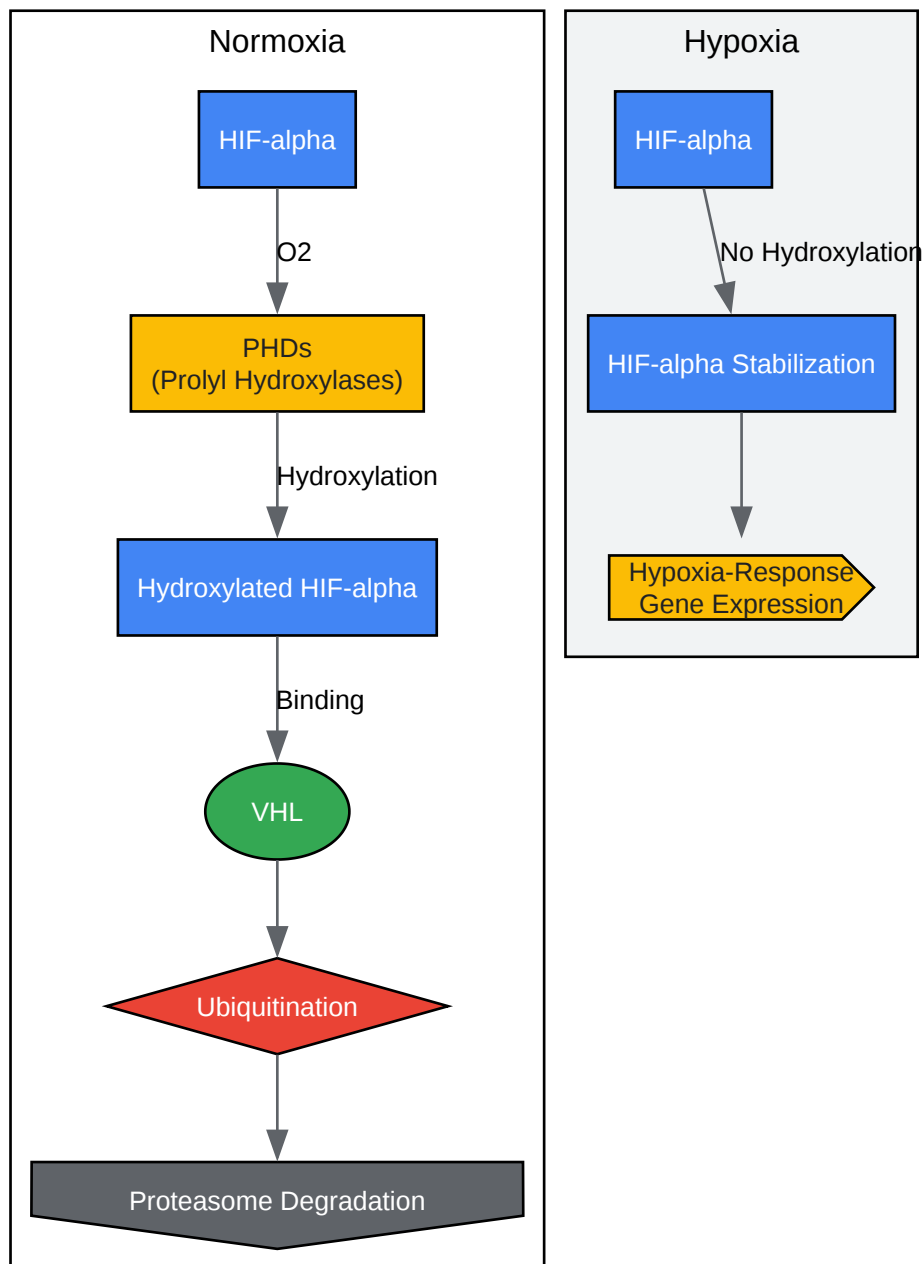 Normoxia
HIF-alpha
O2
PHDs
(Prolyl Hydroxylases)
Hydroxylation
Hydroxylated HIF-alpha
Binding
VHL
Ubiquitination
Proteasome Degradation
Hypoxia
HIF-alpha
No Hydroxylation
HIF-alpha Stabilization
Hypoxia-Response
Gene Expression